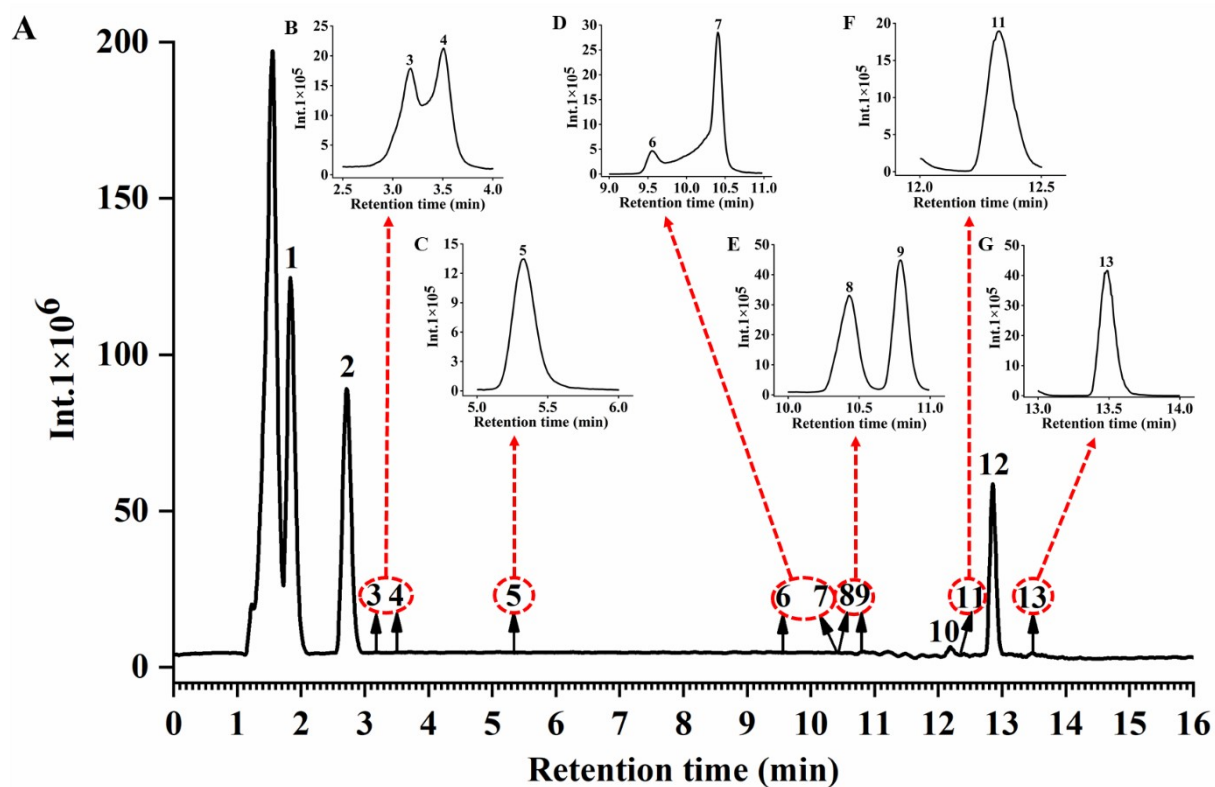 A
Int.1×10⁶
200
150
100
50
0
0 1 2 3 4 5 6 7 8 9 10 11 12 13 14 15 16
Retention time (min)
1
2
3 4
5
6 7
89
10
11
12
13
B
Int.1×10⁵
25
20
15
10
5
0
3
4
2.5 3.0 3.5 4.0
Retention time (min)
C
Int.1×10⁵
15
12
9
6
3
0
5
5.0 5.5 6.0
Retention time (min)
D
Int.1×10⁵
30
25
20
15
10
5
0
6
7
9.0 9.5 10.0 10.5 11.0
Retention time (min)
E
Int.1×10⁵
50
40
30
20
10
0
8
9
10.0 10.5 11.0
Retention time (min)
F
Int.1×10⁵
20
15
10
5
0
11
12.0 12.5
Retention time (min)
G
Int.1×10⁵
50
40
30
20
10
0
13
13.0 13.5 14.0
Retention time (min)